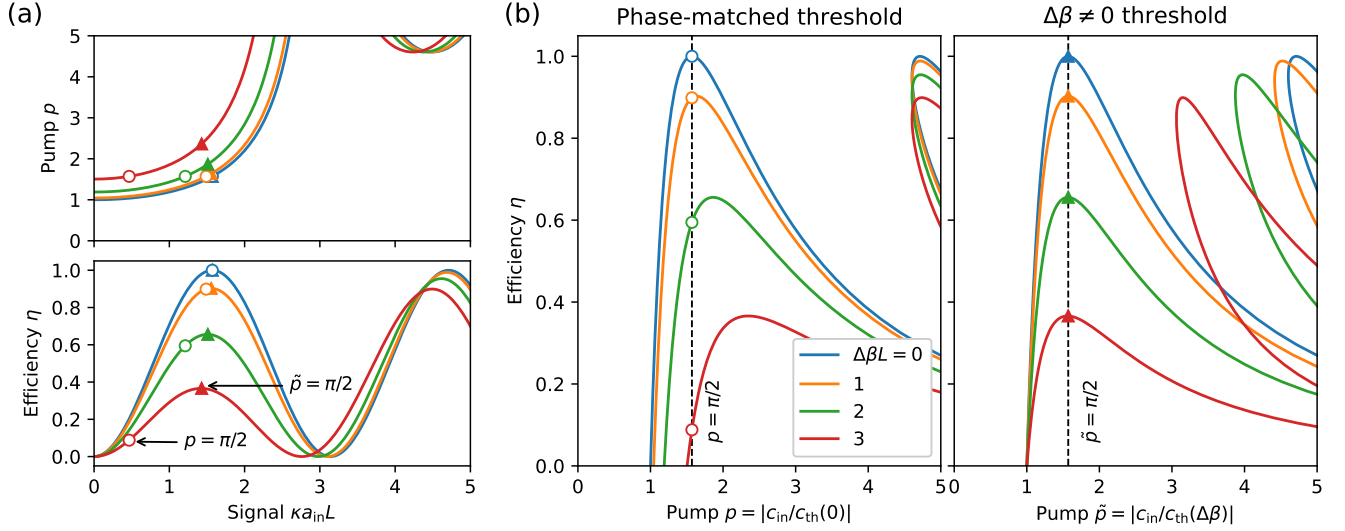 (a)
Pump p
5
4
3
2
1
0
Efficiency η
1.0
0.8
0.6
0.4
0.2
0.0
p̃ = π/2
p = π/2
0 1 2 3 4 5
Signal κa_in L
(b)
Phase-matched threshold
Efficiency η
1.0
0.8
0.6
0.4
0.2
0.0
p = π/2
ΔβL = 0
1
2
3
0 1 2 3 4 5
Pump p = |c_in/c_th(0)|
Δβ ≠ 0 threshold
p̃ = π/2
0 1 2 3 4 5
Pump p̃ = |c_in/c_th(Δβ)|